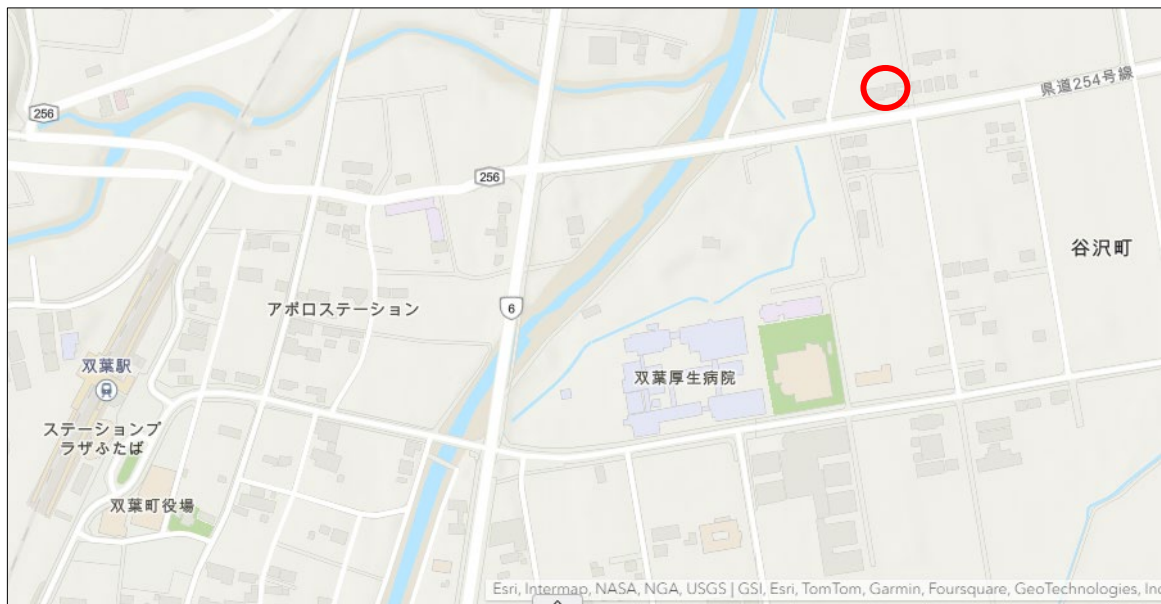 256
県道254号線
256
谷沢町
アポロステーション
6
双葉駅
双葉厚生病院
ステーションプ
ラザふたば
双葉町役場
Esri, Intermap, NASA, NGA, USGS | GSI, Esri, TomTom, Garmin, Foursquare, GeoTechnologies, Inc